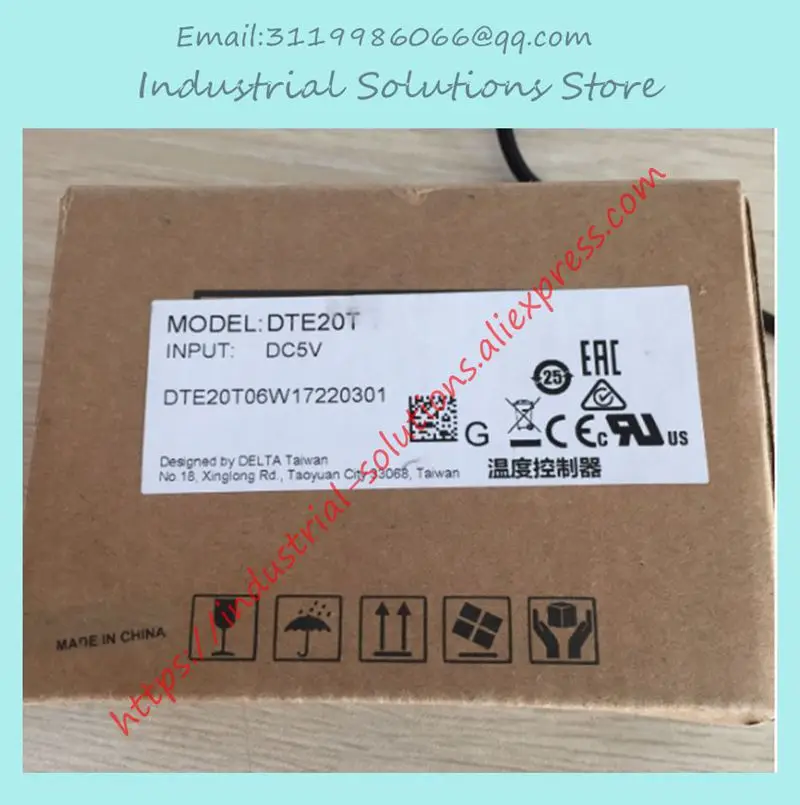 Email:3119986066@qq.com
Industrial Solutions Store
MODEL:DTE20T
INPUT: DC5V
DTE20T06W17220301
G
25
EAC
CE
c RU US
温度控制器
Designed by DELTA Taiwan
No.18, Xinglong Rd., Taoyuan City 33068, Taiwan
MADE IN CHINA
https://industrial-solutions.aliexpress.com